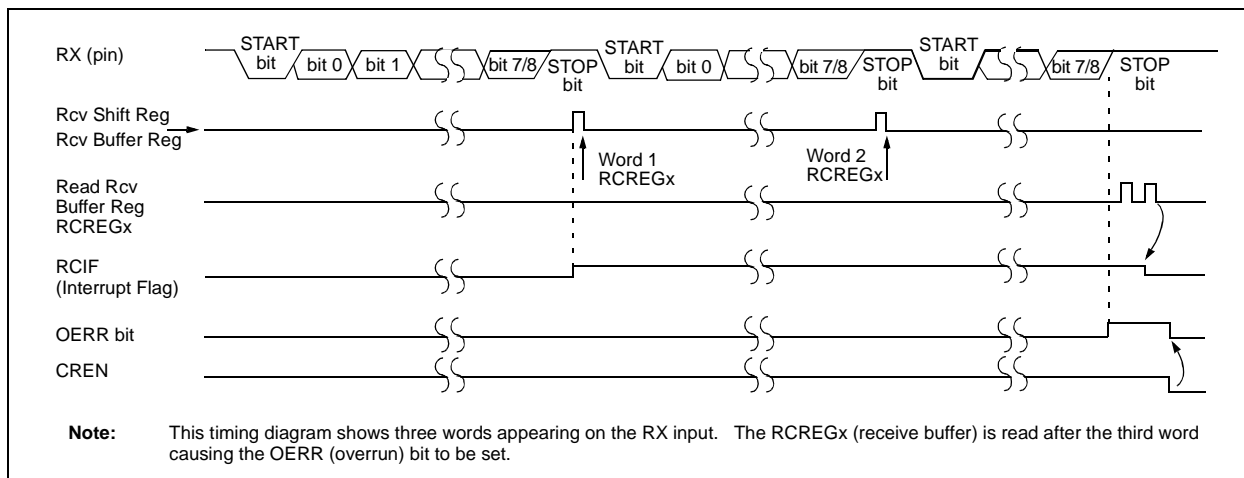 RX (pin)
START
bit
bit 0
bit 1
bit 7/8
STOP
bit
START
bit
bit 0
bit 7/8
STOP
bit
START
bit
bit 7/8
STOP
bit
Rcv Shift Reg
Rcv Buffer Reg
Word 1
RCREGx
Word 2
RCREGx
Read Rcv
Buffer Reg
RCREGx
RCIF
(Interrupt Flag)
OERR bit
CREN
Note: This timing diagram shows three words appearing on the RX input. The RCREGx (receive buffer) is read after the third word
causing the OERR (overrun) bit to be set.